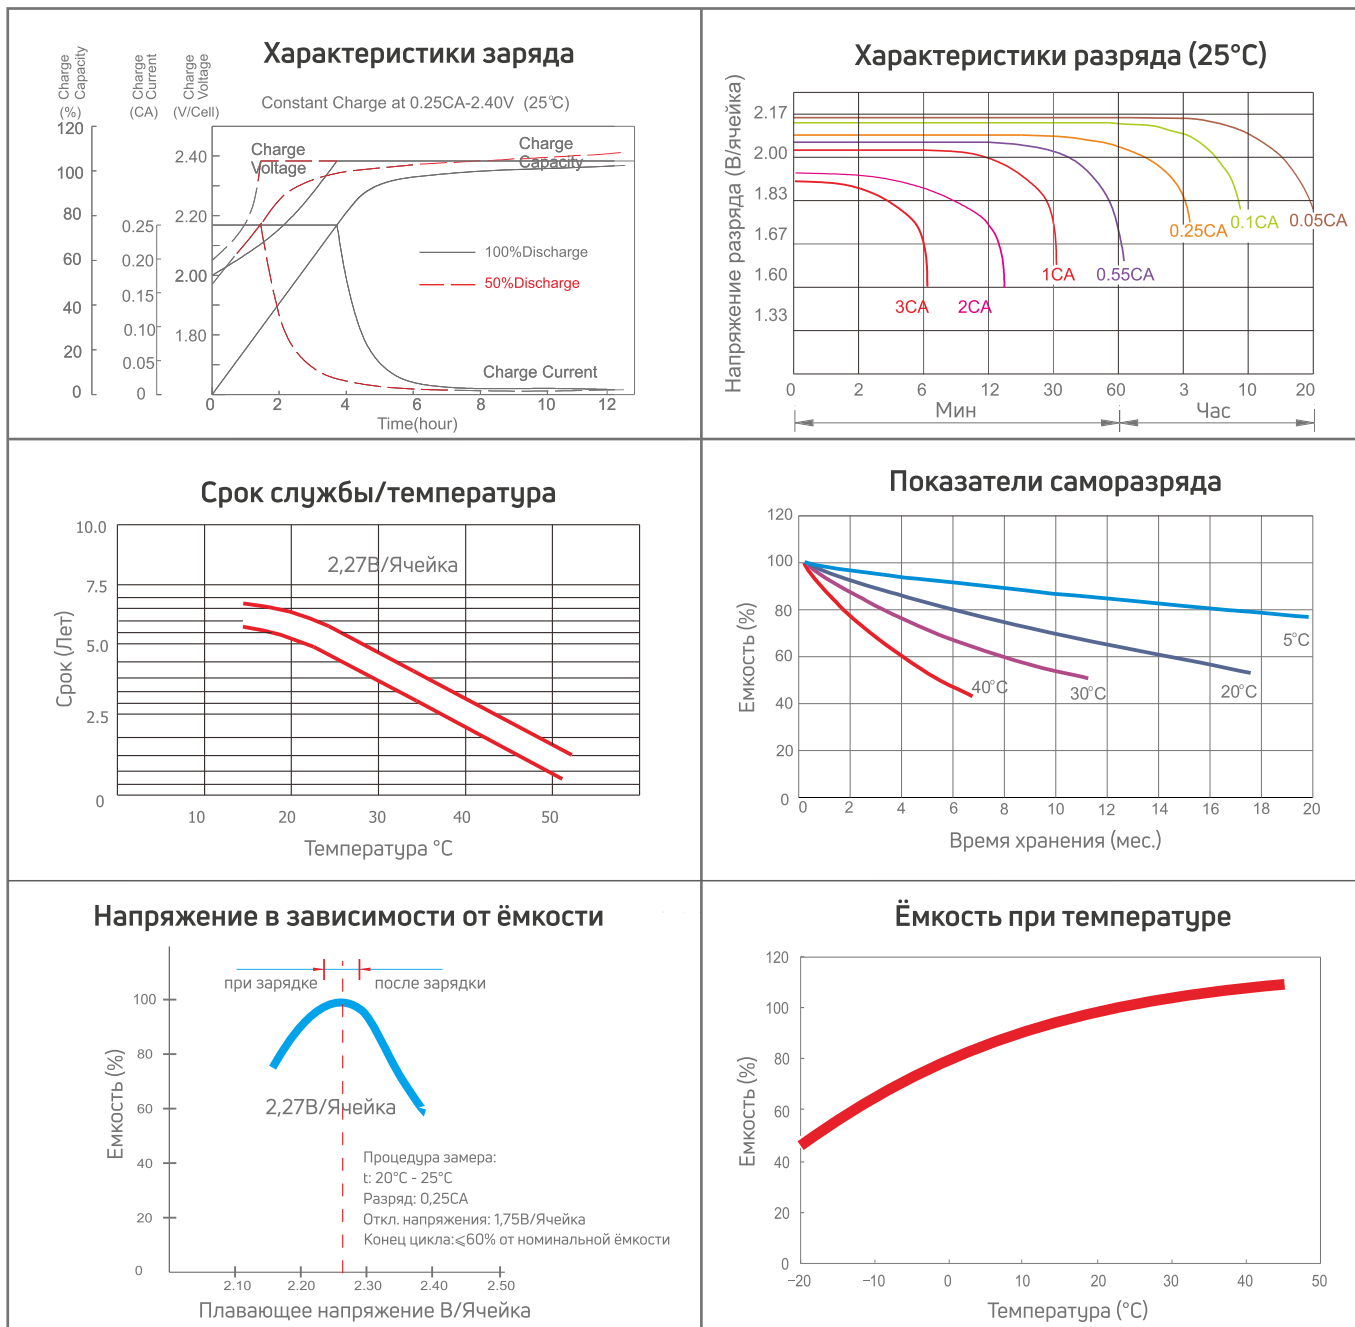 Характеристики заряда
Charge
Capacity
(%)
Charge
Current
(CA)
Charge
Voltage
(V/Cell)
Constant Charge at 0.25CA-2.40V (25°C)
120
100
80
60
40
20
0
0.25
0.20
0.15
0.10
0.05
0
2.40
2.20
2.00
1.80
Charge
Voltage
Charge
Capacity
100%Discharge
50%Discharge
Charge Current
0 2 4 6 8 10 12
Time(hour)
Характеристики разряда (25°C)
Напряжение разряда (В/ячейка)
2.17
2.00
1.83
1.67
1.60
1.33
3CA
2CA
1CA
0.55CA
0.25CA
0.1CA
0.05CA
0 2 6 12 30 60 3 10 20
Мин
Час
Срок службы/температура
Срок (Лет)
10.0
7.5
5.0
2.5
0
2,27В/Ячейка
10 20 30 40 50
Температура °C
Показатели саморазряда
Емкость (%)
120
100
80
60
40
20
0
5°C
20°C
30°C
40°C
0 2 4 6 8 10 12 14 16 18 20
Время хранения (мес.)
Напряжение в зависимости от ёмкости
при зарядке
после зарядки
Емкость (%)
100
80
60
40
20
0
2,27В/Ячейка
Процедура замера:
t: 20°C - 25°C
Разряд: 0,25CA
Откл. напряжения: 1,75В/Ячейка
Конец цикла:⩽60% от номинальной ёмкости
2.10 2.20 2.30 2.40 2.50
Плавающее напряжение В/Ячейка
Ёмкость при температуре
Емкость (%)
120
100
80
60
40
20
0
–20 –10 0 10 20 30 40 50
Температура (°C)